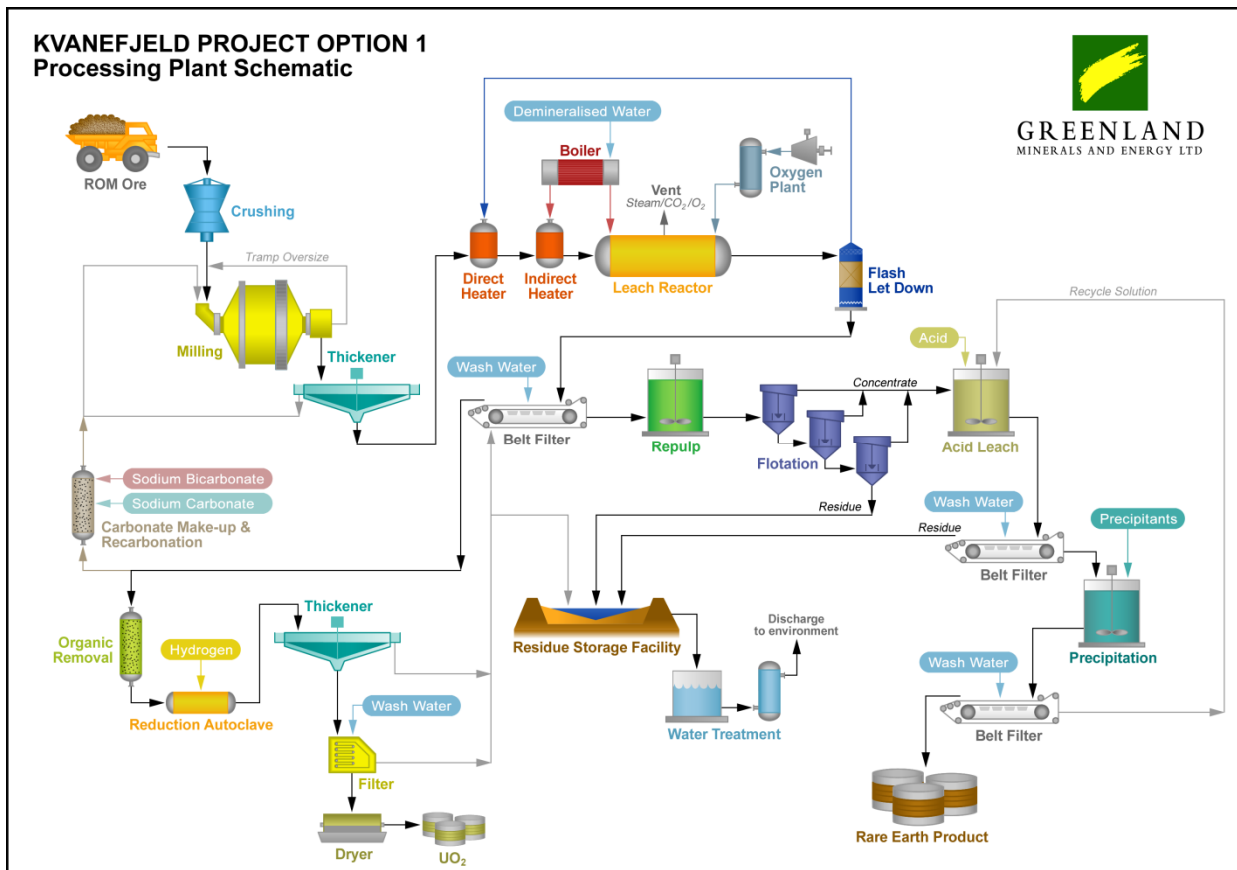 KVANEFJELD PROJECT OPTION 1
Processing Plant Schematic
GREENLAND
MINERALS AND ENERGY LTD
ROM Ore
Crushing
Tramp Oversize
Milling
Thickener
Demineralised Water
Boiler
Vent
Steam/CO₂/O₂
Oxygen
Plant
Direct
Heater
Indirect
Heater
Leach Reactor
Flash
Let Down
Recycle Solution
Wash Water
Belt Filter
Repulp
Flotation
Concentrate
Residue
Acid
Acid Leach
Sodium Bicarbonate
Sodium Carbonate
Carbonate Make-up &
Recarbonation
Residue
Wash Water
Belt Filter
Precipitants
Precipitation
Organic
Removal
Hydrogen
Reduction Autoclave
Thickener
Wash Water
Filter
Dryer
UO₂
Residue Storage Facility
Discharge
to environment
Water Treatment
Wash Water
Belt Filter
Rare Earth Product